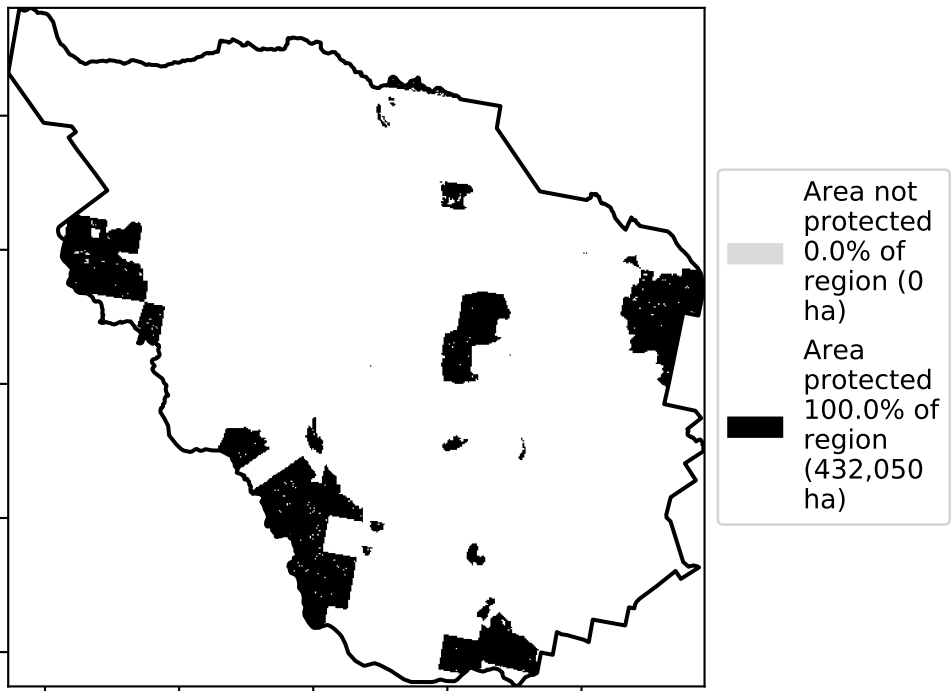 Area not
protected
0.0% of
region (0
ha)
Area
protected
100.0% of
region
(432,050
ha)